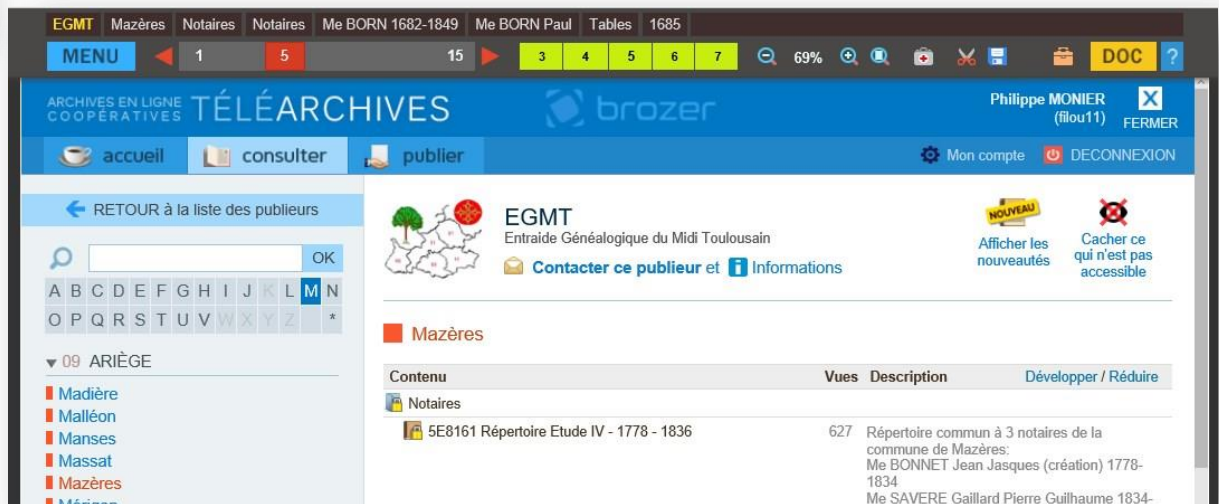 EGMT Mazères Notaires Notaires Me BORN 1682-1849 Me BORN Paul Tables 1685
MENU 1 5 15 3 4 5 6 7 69% DOC ?
ARCHIVES EN LIGNE
COOPÉRATIVES
TÉLÉARCHIVES
brozer
Philippe MONIER
(filou11)
X
FERMER
accueil consulter publier
Mon compte DECONNEXION
RETOUR à la liste des publieurs
OK
A B C D E F G H I J K L M N
O P Q R S T U V W X Y Z *
09 ARIÈGE
Madière
Malléon
Manses
Massat
Mazères
EGMT
Entraide Généalogique du Midi Toulousain
Contacter ce publieur et i Informations
NOUVEAU
Afficher les
nouveautés
Cacher ce
qui n'est pas
accessible
Mazères
Contenu Vues Description Développer / Réduire
Notaires
5E8161 Répertoire Etude IV - 1778 - 1836 627 Répertoire commun à 3 notaires de la
commune de Mazères:
Me BONNET Jean Jasques (création) 1778-
1834
Me SAVERE Gaillard Pierre Guilhaume 1834-